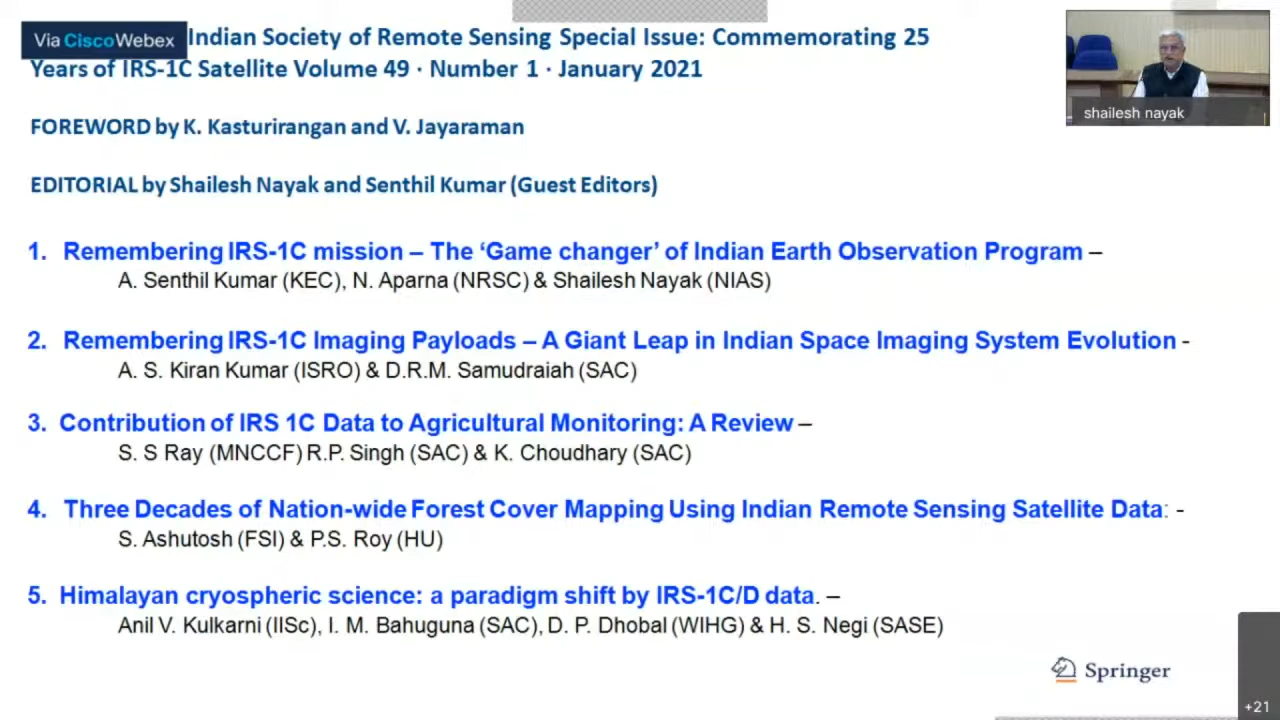 Via Cisco Webex
Indian Society of Remote Sensing Special Issue: Commemorating 25
Years of IRS-1C Satellite Volume 49 · Number 1 · January 2021
shailesh nayak
FOREWORD by K. Kasturirangan and V. Jayaraman
EDITORIAL by Shailesh Nayak and Senthil Kumar (Guest Editors)
1. Remembering IRS-1C mission – The ‘Game changer’ of Indian Earth Observation Program –
A. Senthil Kumar (KEC), N. Aparna (NRSC) & Shailesh Nayak (NIAS)
2. Remembering IRS-1C Imaging Payloads – A Giant Leap in Indian Space Imaging System Evolution -
A. S. Kiran Kumar (ISRO) & D.R.M. Samudraiah (SAC)
3. Contribution of IRS 1C Data to Agricultural Monitoring: A Review –
S. S Ray (MNCCF) R.P. Singh (SAC) & K. Choudhary (SAC)
4. Three Decades of Nation-wide Forest Cover Mapping Using Indian Remote Sensing Satellite Data: -
S. Ashutosh (FSI) & P.S. Roy (HU)
5. Himalayan cryospheric science: a paradigm shift by IRS-1C/D data. –
Anil V. Kulkarni (IISc), I. M. Bahuguna (SAC), D. P. Dhobal (WIHG) & H. S. Negi (SASE)
Springer
+21